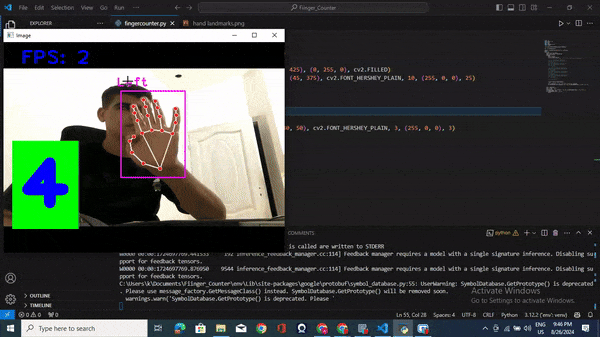 File Edit Selection View Go Run
Finger_Counter
EXPLORER
fingercounter.py
hand landmarks.png
Image
FPS: 2
Left
4
425), (0, 255, 0), cv2.FILLED)
(45, 375), cv2.FONT_HERSHEY_PLAIN, 10, (255, 0, 0), 25)
50), cv2.FONT_HERSHEY_PLAIN, 3, (255, 0, 0), 3)
COMMENTS
python
is called are written to STDERR
W0000 00:00:1724697769.441533 192 inference_feedback_manager.cc:114] Feedback manager requires a model with a single signature inference. Disabling su
pport for feedback tensors.
W0000 00:00:1724697769.876950 9544 inference_feedback_manager.cc:114] Feedback manager requires a model with a single signature inference. Disabling su
pport for feedback tensors.
C:\Users\k\Documents\Fiinger_Counter\env\Lib\site-packages\google\protobuf\symbol_database.py:55: UserWarning: SymbolDatabase.GetPrototype() is deprecated
. Please use message_factory.GetMessageClass() instead. SymbolDatabase.GetPrototype() will be removed soon.
warnings.warn('SymbolDatabase.GetPrototype() is deprecated. Please '
Activate Windows
Go to Settings to activate Windows.
OUTLINE
TIMELINE
Ln 55, Col 28
Spaces: 4
UTF-8
CRLF
Python
3.12.2 ('env': venv)
Type here to search
ENG
US
9:46 PM
8/26/2024